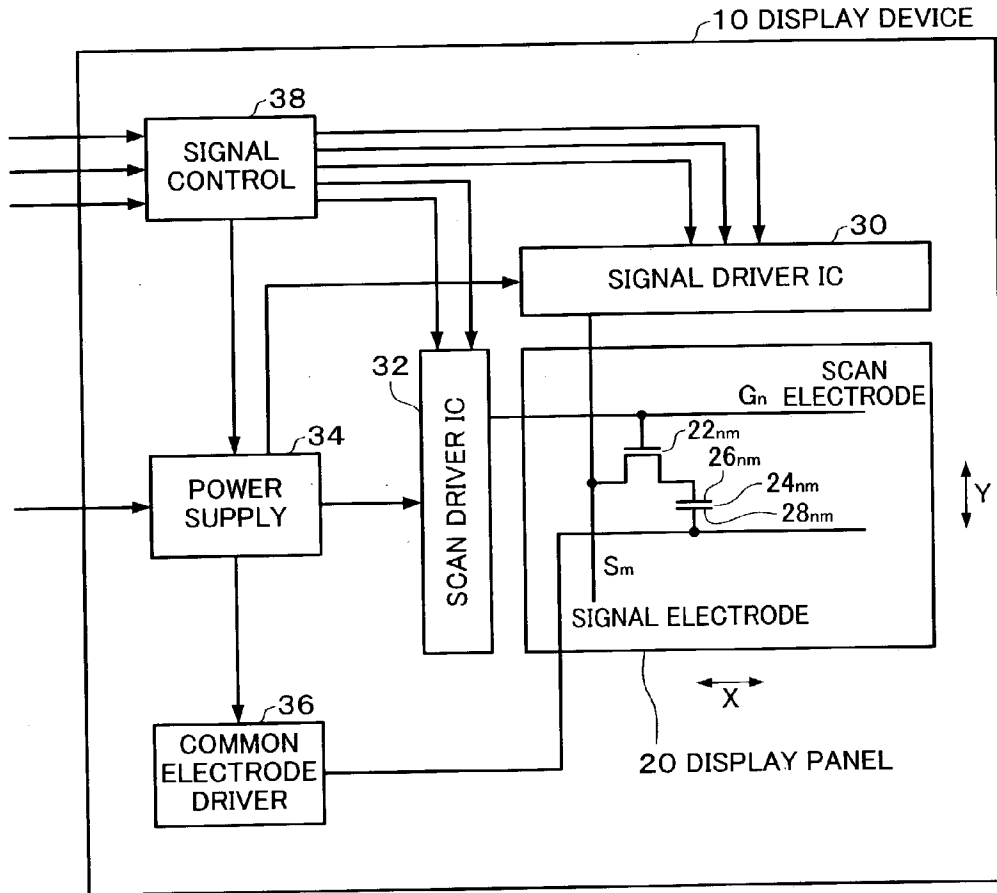 10 DISPLAY DEVICE
38
SIGNAL
CONTROL
30
SIGNAL DRIVER IC
32
SCAN DRIVER IC
SCAN
ELECTRODE
Gn
22nm
26nm
24nm
28nm
Y
34
POWER
SUPPLY
Sm
SIGNAL ELECTRODE
X
36
COMMON
ELECTRODE
DRIVER
20 DISPLAY PANEL